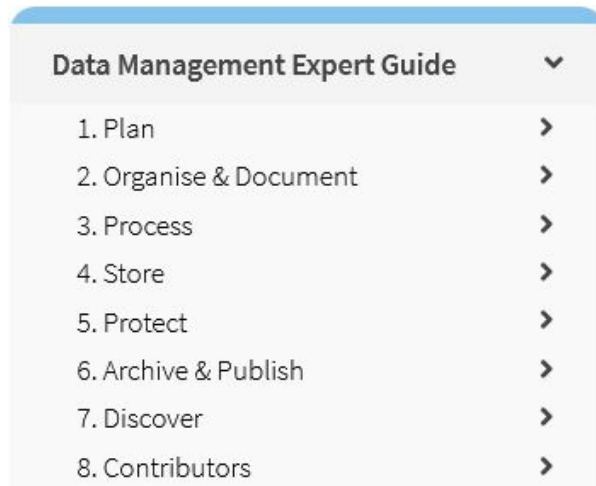 Data Management Expert Guide
1. Plan
2. Organise & Document
3. Process
4. Store
5. Protect
6. Archive & Publish
7. Discover
8. Contributors